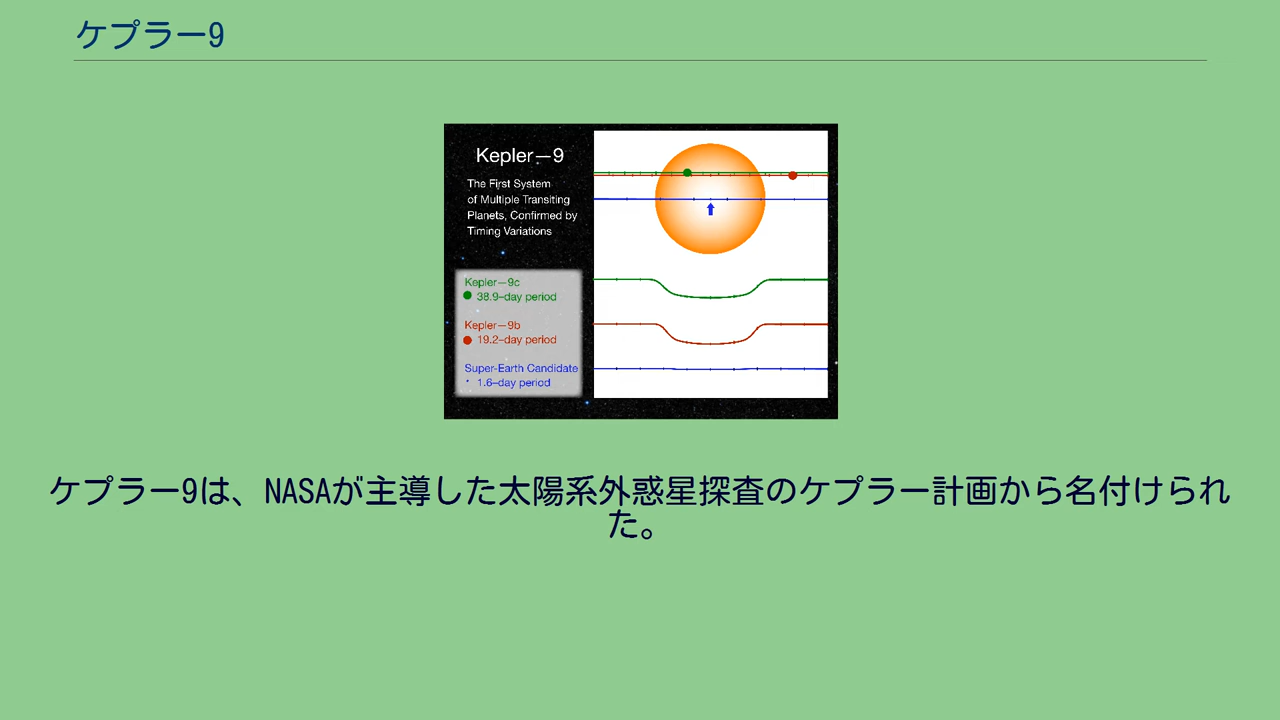 ケプラー9
Kepler—9
The First System
of Multiple Transiting
Planets, Confirmed by
Timing Variations
Kepler—9c
38.9–day period
Kepler—9b
19.2–day period
Super-Earth Candidate
1.6–day period
ケプラー9は、NASAが主導した太陽系外惑星探査のケプラー計画から名付けられ
た。